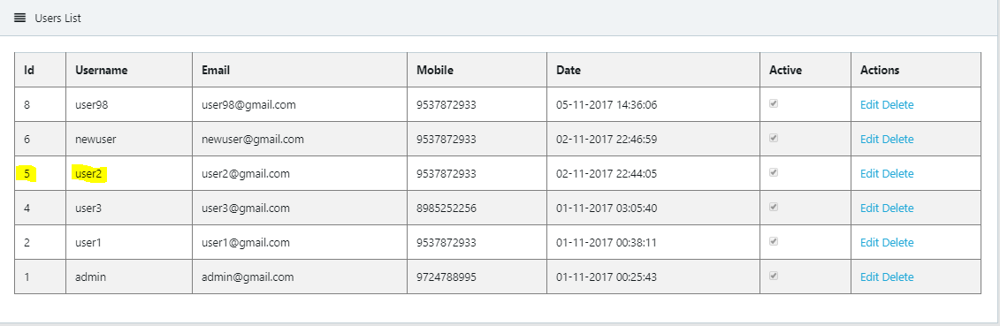 Users List
Id Username Email Mobile Date Active Actions
8 user98 user98@gmail.com 9537872933 05-11-2017 14:36:06 Edit Delete
6 newuser newuser@gmail.com 9537872933 02-11-2017 22:46:59 Edit Delete
5 user2 user2@gmail.com 9537872933 02-11-2017 22:44:05 Edit Delete
4 user3 user3@gmail.com 8985252256 01-11-2017 03:05:40 Edit Delete
2 user1 user1@gmail.com 9537872933 01-11-2017 00:38:11 Edit Delete
1 admin admin@gmail.com 9724788995 01-11-2017 00:25:43 Edit Delete